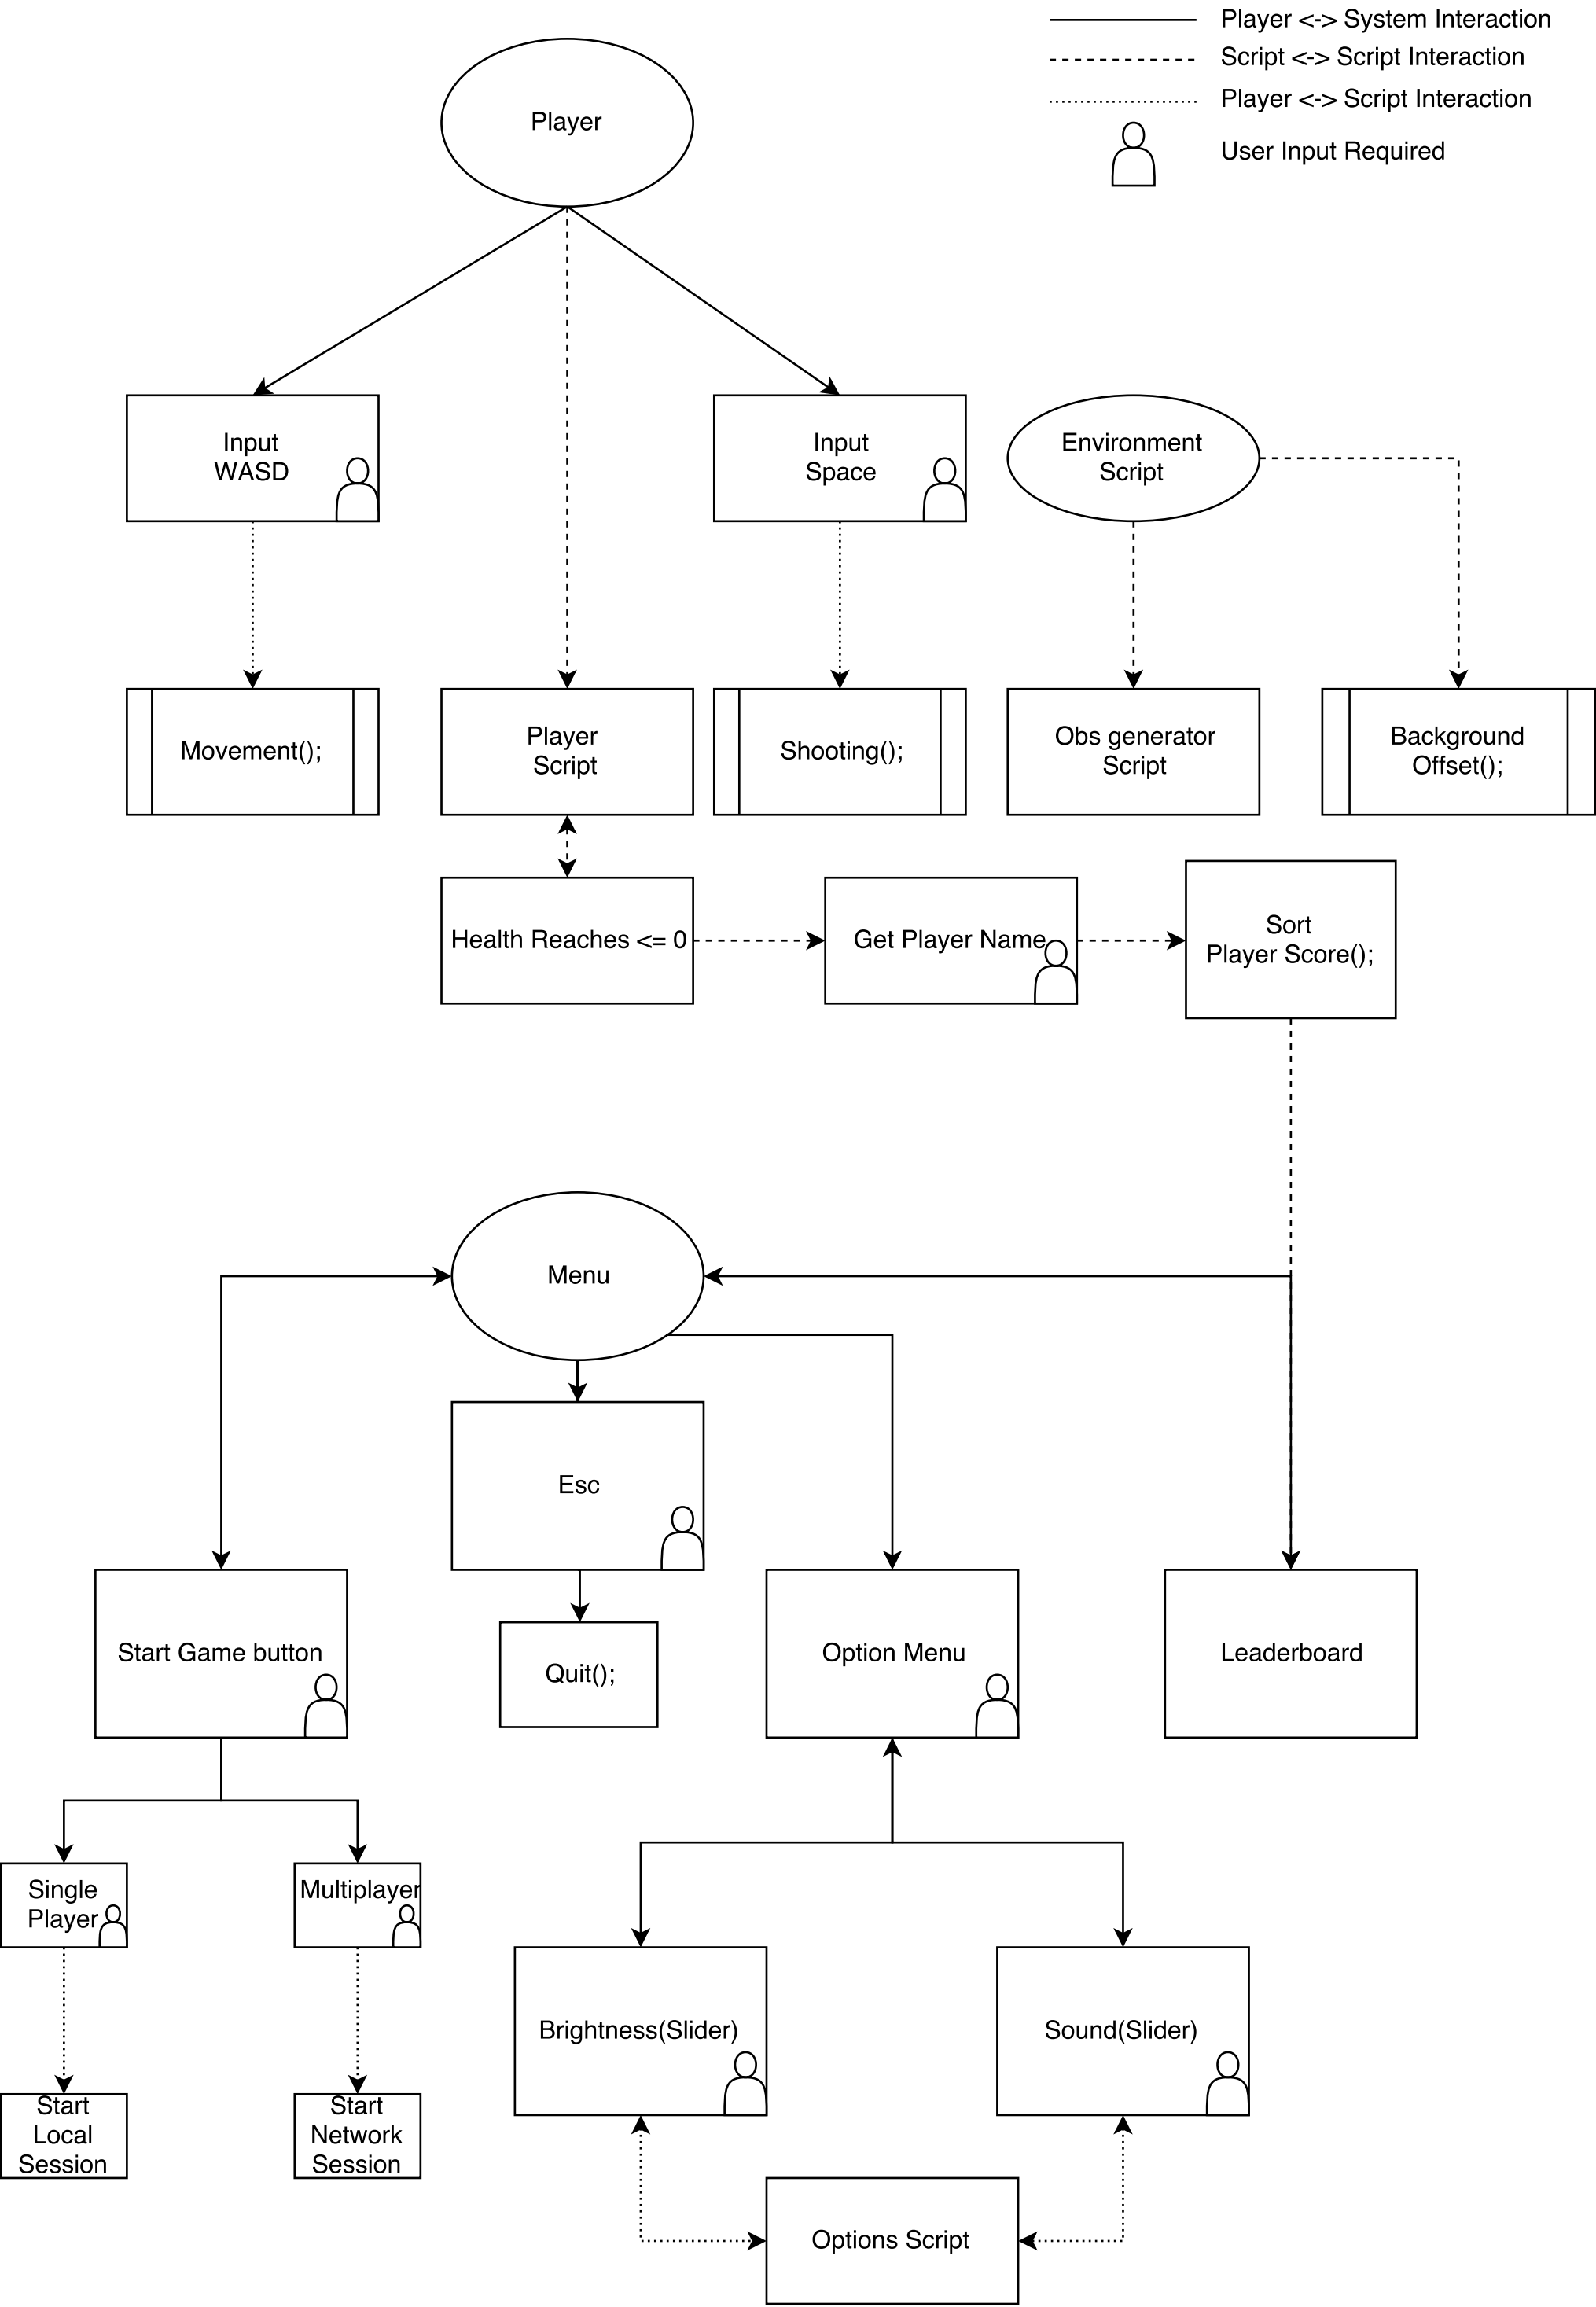 Player <-> System Interaction
Script <-> Script Interaction
Player <-> Script Interaction
User Input Required
Player
Input
WASD
Input
Space
Environment
Script
Movement();
Player
Script
Shooting();
Obs generator
Script
Background
Offset();
Health Reaches <= 0
Get Player Name
Sort
Player Score();
Menu
Esc
Start Game button
Quit();
Option Menu
Leaderboard
Single
Player
Multiplayer
Brightness(Slider)
Sound(Slider)
Start
Local
Session
Start
Network
Session
Options Script